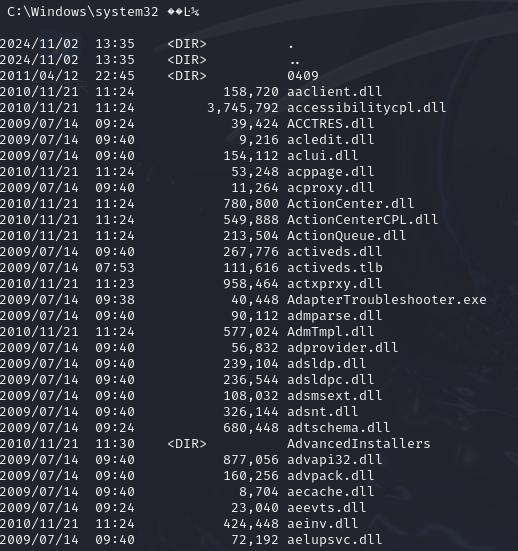 C:\Windows\system32 ��Ŀ¼
2024/11/02 13:35 <DIR> .
2024/11/02 13:35 <DIR> ..
2011/04/12 22:45 <DIR> 0409
2010/11/21 11:24 158,720 aaclient.dll
2010/11/21 11:24 3,745,792 accessibilitycpl.dll
2009/07/14 09:24 39,424 ACCTRES.dll
2009/07/14 09:40 9,216 acledit.dll
2009/07/14 09:40 154,112 aclui.dll
2010/11/21 11:24 53,248 acppage.dll
2009/07/14 09:40 11,264 acproxy.dll
2010/11/21 11:24 780,800 ActionCenter.dll
2010/11/21 11:24 549,888 ActionCenterCPL.dll
2010/11/21 11:24 213,504 ActionQueue.dll
2009/07/14 09:40 267,776 activeds.dll
2009/07/14 07:53 111,616 activeds.tlb
2010/11/21 11:23 958,464 actxprxy.dll
2009/07/14 09:38 40,448 AdapterTroubleshooter.exe
2009/07/14 09:40 90,112 admparse.dll
2010/11/21 11:24 577,024 AdmTmpl.dll
2009/07/14 09:40 56,832 adprovider.dll
2009/07/14 09:40 239,104 adsldp.dll
2009/07/14 09:40 236,544 adsldpc.dll
2009/07/14 09:40 108,032 adsmsext.dll
2009/07/14 09:40 326,144 adsnt.dll
2009/07/14 09:24 680,448 adtschema.dll
2010/11/21 11:30 <DIR> AdvancedInstallers
2009/07/14 09:40 877,056 advapi32.dll
2009/07/14 09:40 160,256 advpack.dll
2009/07/14 09:40 8,704 aecache.dll
2009/07/14 09:24 23,040 aeevts.dll
2010/11/21 11:24 424,448 aeinv.dll
2009/07/14 09:40 72,192 aelupsvc.dll